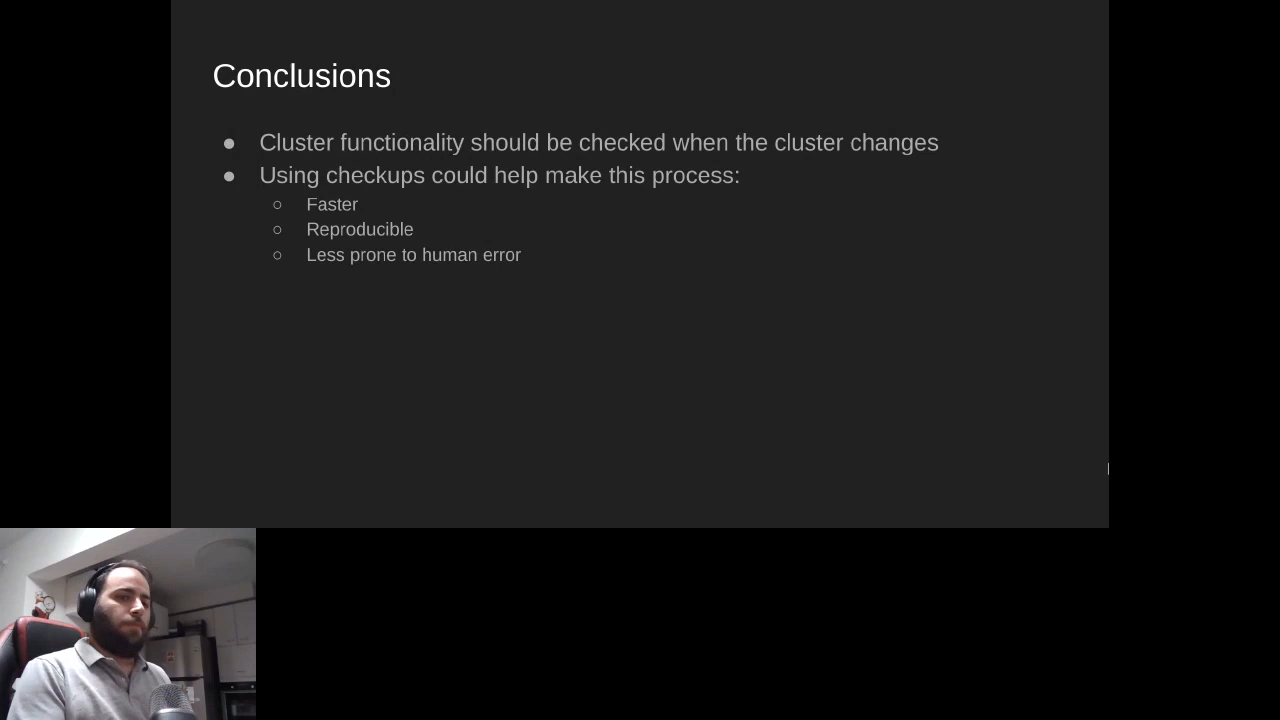 Conclusions
● Cluster functionality should be checked when the cluster changes
● Using checkups could help make this process:
○ Faster
○ Reproducible
○ Less prone to human error